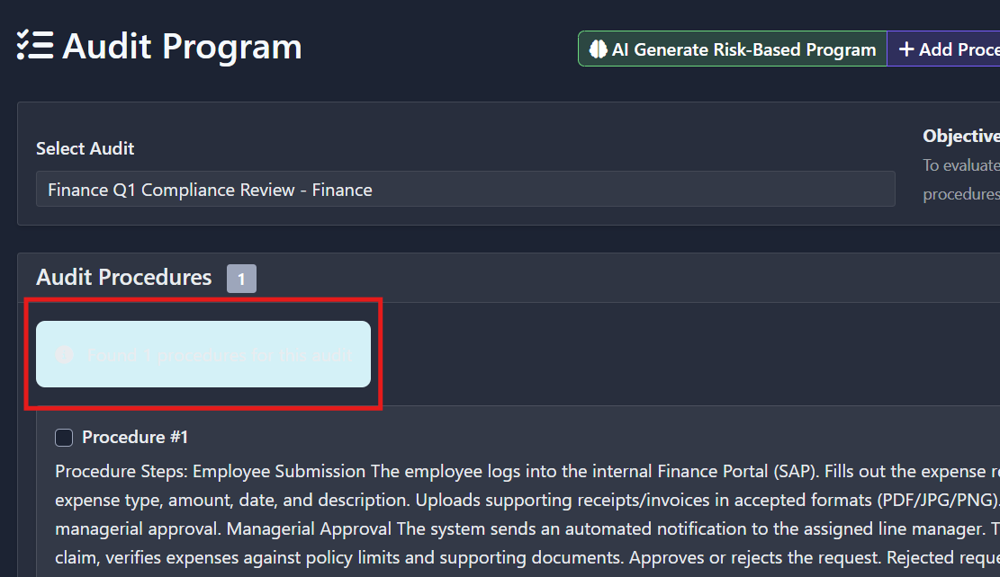 Audit Program
AI Generate Risk-Based Program
+ Add Proce
Select Audit
Finance Q1 Compliance Review - Finance
Objective
To evaluate
procedures
Audit Procedures 1
Found 1 procedures for this audit
Procedure #1
Procedure Steps: Employee Submission The employee logs into the internal Finance Portal (SAP). Fills out the expense re
expense type, amount, date, and description. Uploads supporting receipts/invoices in accepted formats (PDF/JPG/PNG).
managerial approval. Managerial Approval The system sends an automated notification to the assigned line manager. T
claim, verifies expenses against policy limits and supporting documents. Approves or rejects the request. Rejected reque